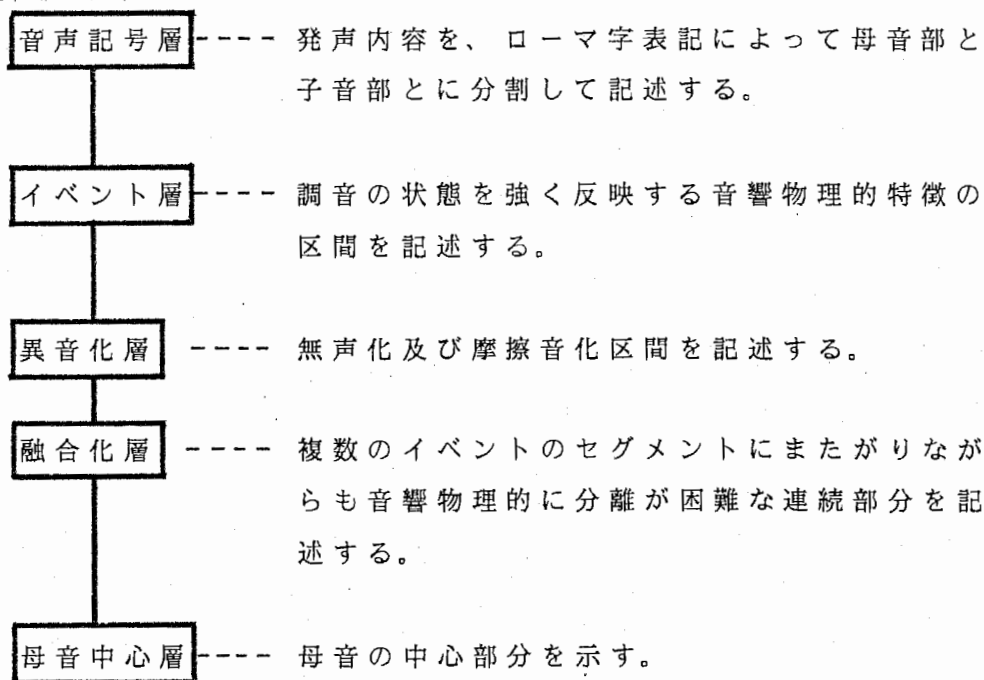 音声記号層---- 発声内容を、ローマ字表記によって母音部と
子音部とに分割して記述する。
イベント層---- 調音の状態を強く反映する音響物理的特徴の
区間を記述する。
異音化層 ---- 無声化及び摩擦音化区間を記述する。
融合化層 ---- 複数のイベントのセグメントにまたがりなが
らも音響物理的に分離が困難な連続部分を記
述する。
母音中心層---- 母音の中心部分を示す。